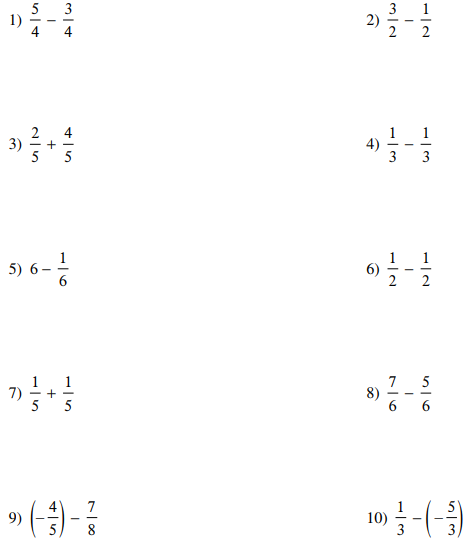 1) 5/4 − 3/4
2) 3/2 − 1/2
3) 2/5 + 4/5
4) 1/3 − 1/3
5) 6 − 1/6
6) 1/2 − 1/2
7) 1/5 + 1/5
8) 7/6 − 5/6
9) (−4/5) − 7/8
10) 1/3 − (−5/3)